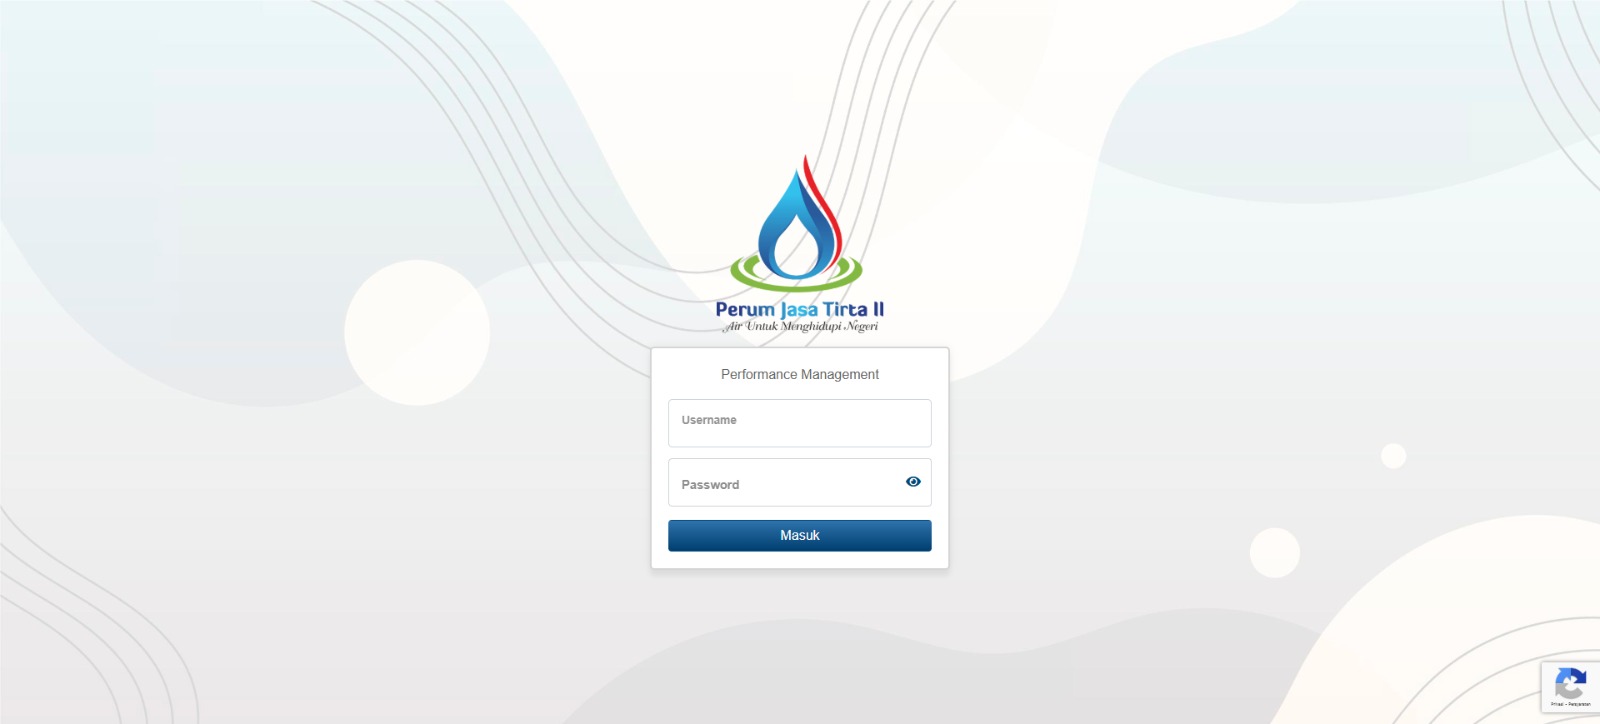 Perum Jasa Tirta II
Air Untuk Menghidupi Negeri
Performance Management
Username
Password
Masuk
Privasi - Persyaratan